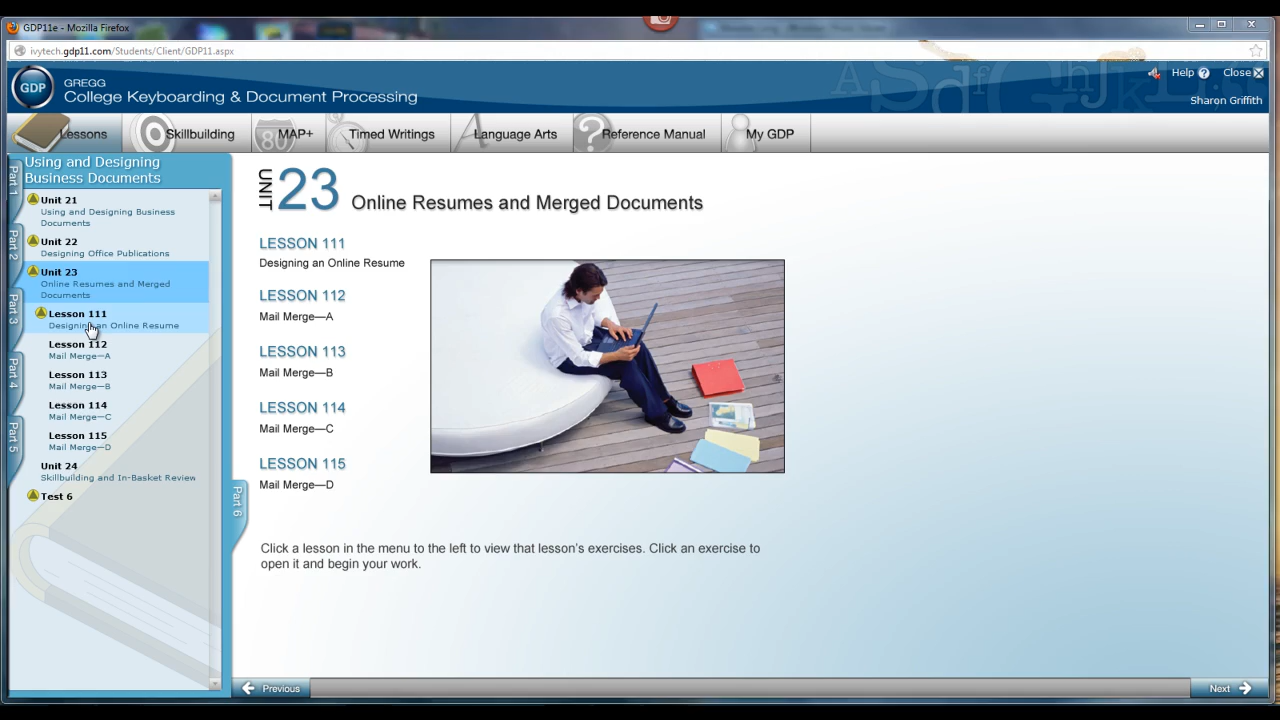 GDP11e - Mozilla Firefox
ivytech.gdp11.com/Students/Client/GDP11.aspx
GDP
GREGG
College Keyboarding & Document Processing
Help ?
Close
Sharon Griffith
Lessons
Skillbuilding
MAP+
Timed Writings
Language Arts
Reference Manual
My GDP
Part 1
Part 2
Part 3
Part 4
Part 5
Part 6
Using and Designing
Business Documents
Unit 21
Using and Designing Business
Documents
Unit 22
Designing Office Publications
Unit 23
Online Resumes and Merged
Documents
Lesson 111
Designing an Online Resume
Lesson 112
Mail Merge—A
Lesson 113
Mail Merge—B
Lesson 114
Mail Merge—C
Lesson 115
Mail Merge—D
Unit 24
Skillbuilding and In-Basket Review
Test 6
UNIT 23 Online Resumes and Merged Documents
LESSON 111
Designing an Online Resume
LESSON 112
Mail Merge—A
LESSON 113
Mail Merge—B
LESSON 114
Mail Merge—C
LESSON 115
Mail Merge—D
Click a lesson in the menu to the left to view that lesson's exercises. Click an exercise to
open it and begin your work.
Previous
Next